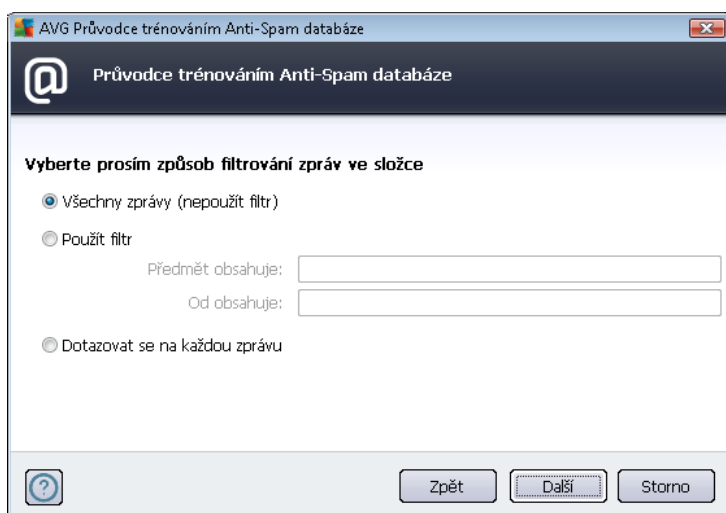 AVG Průvodce trénováním Anti-Spam databáze
@
Průvodce trénováním Anti-Spam databáze
Vyberte prosím způsob filtrování zpráv ve složce
Všechny zprávy (nepoužít filtr)
Použít filtr
Předmět obsahuje:
Od obsahuje:
Dotazovat se na každou zprávu
?
Zpět
Další
Storno